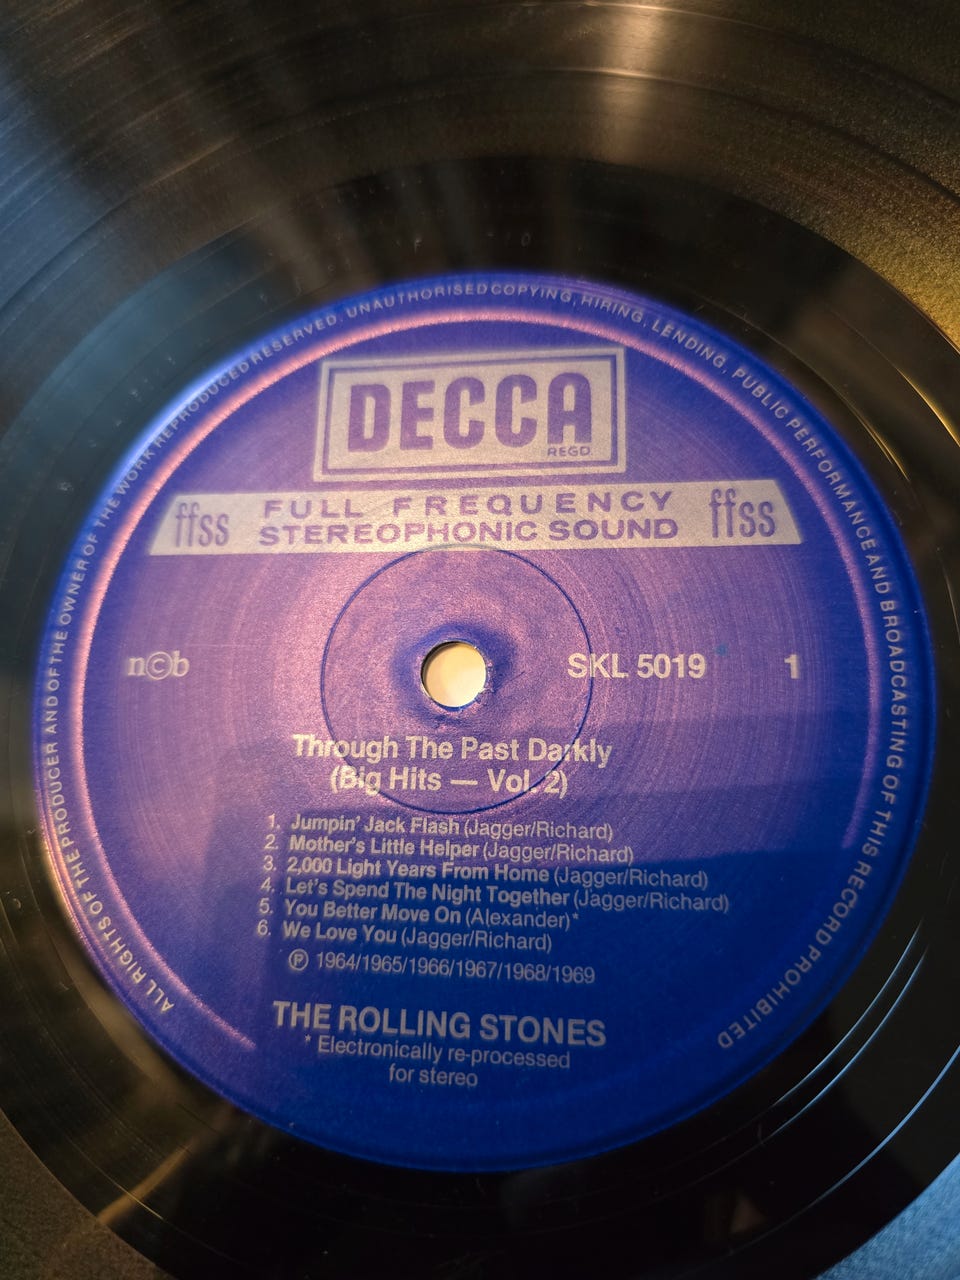 ALL RIGHTS OF THE PRODUCER AND OF THE OWNER OF THE WORK REPRODUCED RESERVED. UNAUTHORISED COPYING, HIRING, LENDING, PUBLIC PERFORMANCE AND BROADCASTING OF THIS RECORD PROHIBITED
DECCA
REGD
ffss FULL FREQUENCY ffss
STEREOPHONIC SOUND
n©b SKL 5019 1
Through The Past Darkly
(Big Hits — Vol. 2)
1. Jumpin' Jack Flash (Jagger/Richard)
2. Mother's Little Helper (Jagger/Richard)
3. 2,000 Light Years From Home (Jagger/Richard)
4. Let's Spend The Night Together (Jagger/Richard)
5. You Better Move On (Alexander)*
6. We Love You (Jagger/Richard)
℗ 1964/1965/1966/1967/1968/1969
THE ROLLING STONES
* Electronically re-processed
for stereo